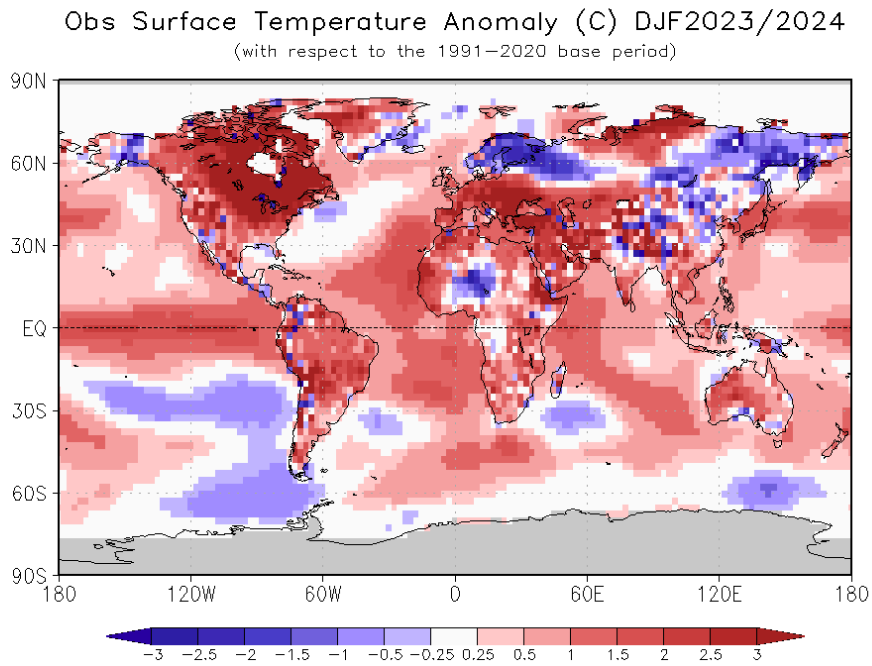 Obs Surface Temperature Anomaly (C) DJF2023/2024
(with respect to the 1991−2020 base period)
90N
60N
30N
EQ
30S
60S
90S
180 120W 60W 0 60E 120E 180
−3 −2.5 −2 −1.5 −1 −0.5 −0.25 0.25 0.5 1 1.5 2 2.5 3